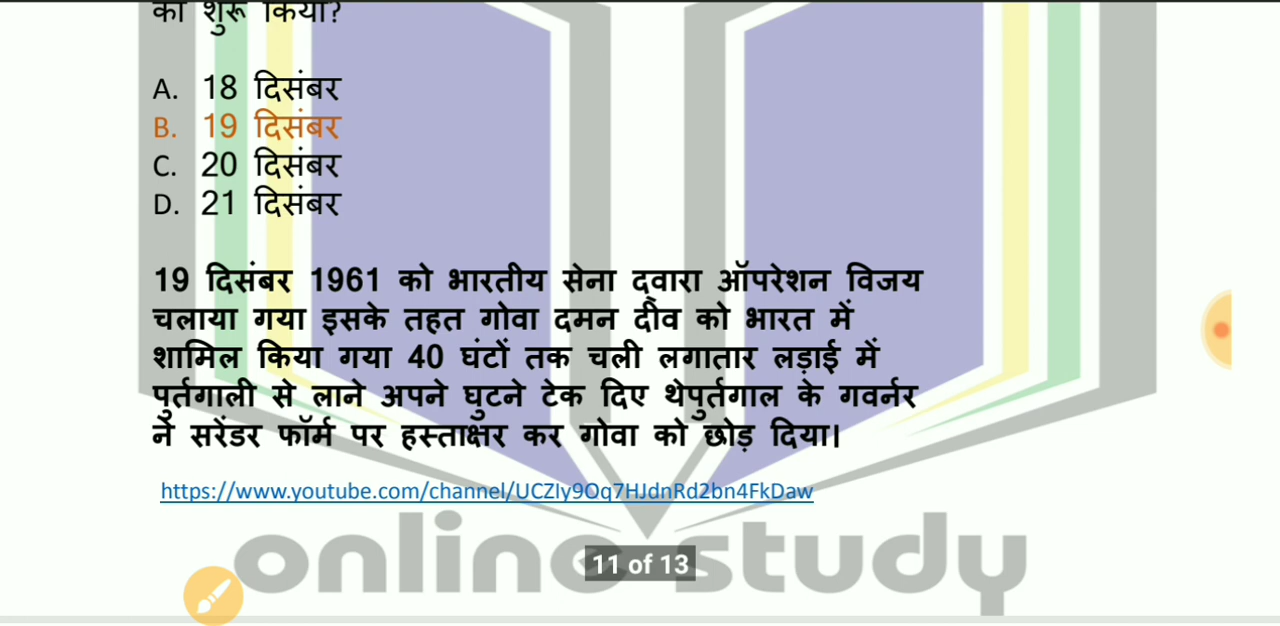 को शुरू किया?
A. 18 दिसंबर
B. 19 दिसंबर
C. 20 दिसंबर
D. 21 दिसंबर
19 दिसंबर 1961 को भारतीय सेना द्वारा ऑपरेशन विजय
चलाया गया इसके तहत गोवा दमन दीव को भारत में
शामिल किया गया 40 घंटों तक चली लगातार लड़ाई में
पुर्तगाली से लाने अपने घुटने टेक दिए थेपुर्तगाल के गवर्नर
ने सरेंडर फॉर्म पर हस्ताक्षर कर गोवा को छोड़ दिया।
https://www.youtube.com/channel/UCZIy9Oq7HJdnRd2bn4FkDaw
online study
11 of 13